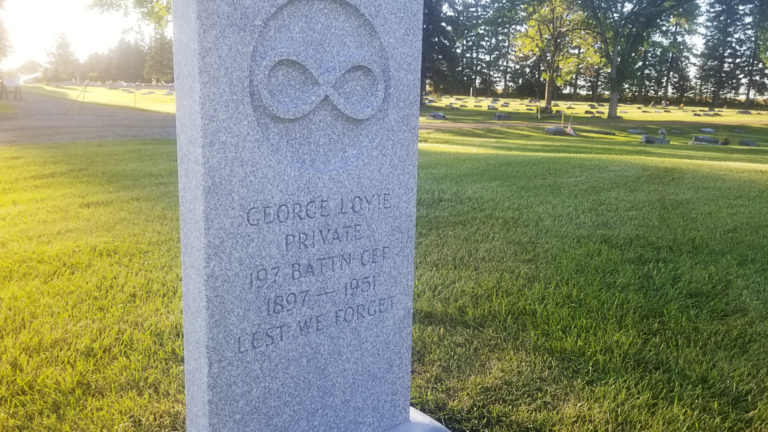 GEORGE LOVIE
PRIVATE
197 BATTN CEF
1897 — 1951
LEST WE FORGET